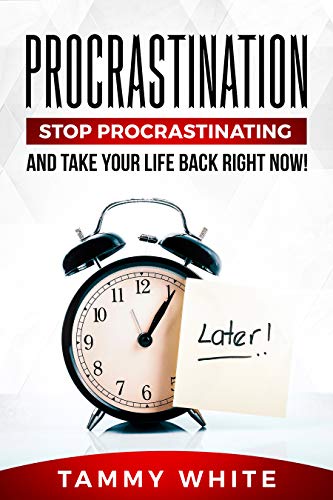 PROCRASTINATION
STOP PROCRASTINATING
AND TAKE YOUR LIFE BACK RIGHT NOW!
11 12 1
10
9
8
7 6 5
Later!
TAMMY WHITE